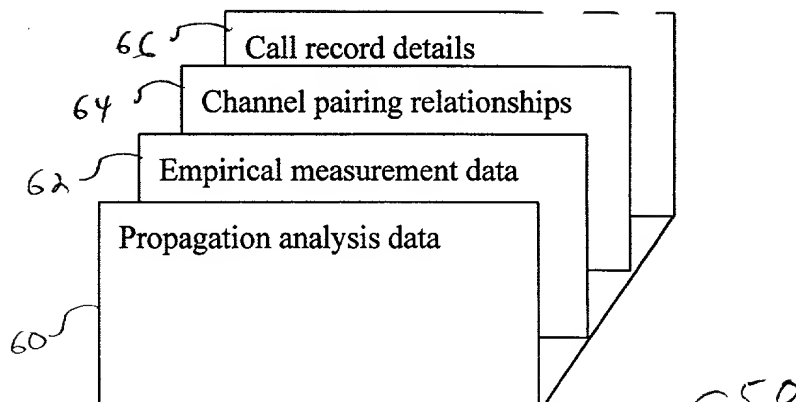 66 Call record details
64 Channel pairing relationships
62 Empirical measurement data
Propagation analysis data
60
50